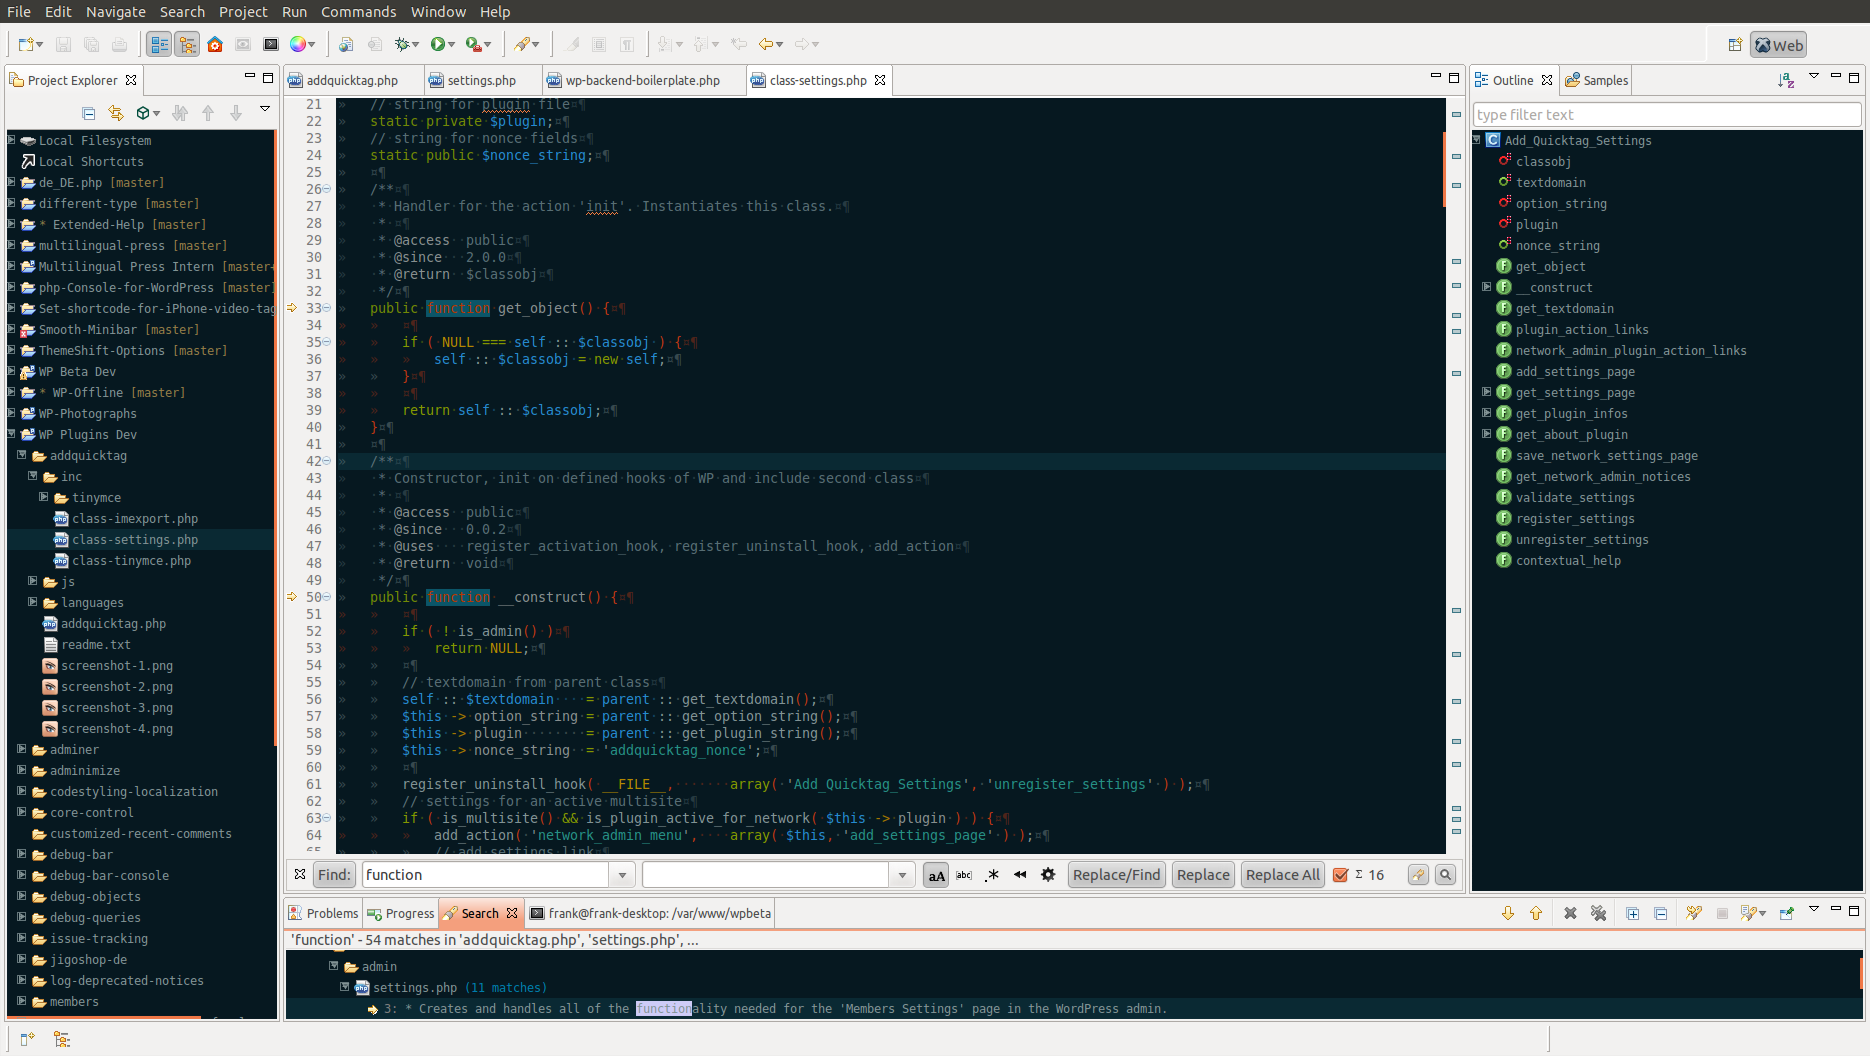 File Edit Navigate Search Project Run Commands Window Help
Web
Project Explorer
Local Filesystem
Local Shortcuts
de_DE.php [master]
different-type [master]
* Extended-Help [master]
multilingual-press [master]
Multilingual Press Intern [master+
php-Console-for-WordPress [master]
Set-shortcode-for-iPhone-video-tag
Smooth-Minibar [master]
ThemeShift-Options [master]
WP Beta Dev
* WP-Offline [master]
WP-Photographs
WP Plugins Dev
addquicktag
inc
tinymce
class-imexport.php
class-settings.php
class-tinymce.php
js
languages
addquicktag.php
readme.txt
screenshot-1.png
screenshot-2.png
screenshot-3.png
screenshot-4.png
adminer
adminimize
codestyling-localization
core-control
customized-recent-comments
debug-bar
debug-bar-console
debug-objects
debug-queries
issue-tracking
jigoshop-de
log-deprecated-notices
members
addquicktag.php settings.php wp-backend-boilerplate.php class-settings.php
21 // string for plugin file
22 static private $plugin;
23 // string for nonce fields
24 static public $nonce_string;
25
26 /**
27 * Handler for the action 'init'. Instantiates this class.
28 *
29 * @access public
30 * @since 2.0.0
31 * @return $classobj
32 */
33 public function get_object() {
34
35 if ( NULL === self :: $classobj ) {
36 self :: $classobj = new self;
37 }
38
39 return self :: $classobj;
40 }
41
42 /**
43 * Constructor, init on defined hooks of WP and include second class
44 *
45 * @access public
46 * @since 0.0.2
47 * @uses register_activation_hook, register_uninstall_hook, add_action
48 * @return void
49 */
50 public function __construct() {
51
52 if ( ! is_admin() )
53 return NULL;
54
55 // textdomain from parent class
56 self :: $textdomain = parent :: get_textdomain();
57 $this -> option_string = parent :: get_option_string();
58 $this -> plugin = parent :: get_plugin_string();
59 $this -> nonce_string = 'addquicktag_nonce';
60
61 register_uninstall_hook( __FILE__, array( 'Add_Quicktag_Settings', 'unregister_settings' ) );
62 // settings for an active multisite
63 if ( is_multisite() && is_plugin_active_for_network( $this -> plugin ) ) {
64 add_action( 'network_admin_menu', array( $this, 'add_settings_page' ) );
65 // add settings link
Find: function aA [abc] .* Replace/Find Replace Replace All Σ 16
Problems Progress Search frank@frank-desktop: /var/www/wpbeta
'function' - 54 matches in 'addquicktag.php', 'settings.php', ...
admin
settings.php (11 matches)
3: * Creates and handles all of the functionality needed for the 'Members Settings' page in the WordPress admin.
Outline Samples
type filter text
Add_Quicktag_Settings
classobj
textdomain
option_string
plugin
nonce_string
get_object
__construct
get_textdomain
plugin_action_links
network_admin_plugin_action_links
add_settings_page
get_settings_page
get_plugin_infos
get_about_plugin
save_network_settings_page
get_network_admin_notices
validate_settings
register_settings
unregister_settings
contextual_help